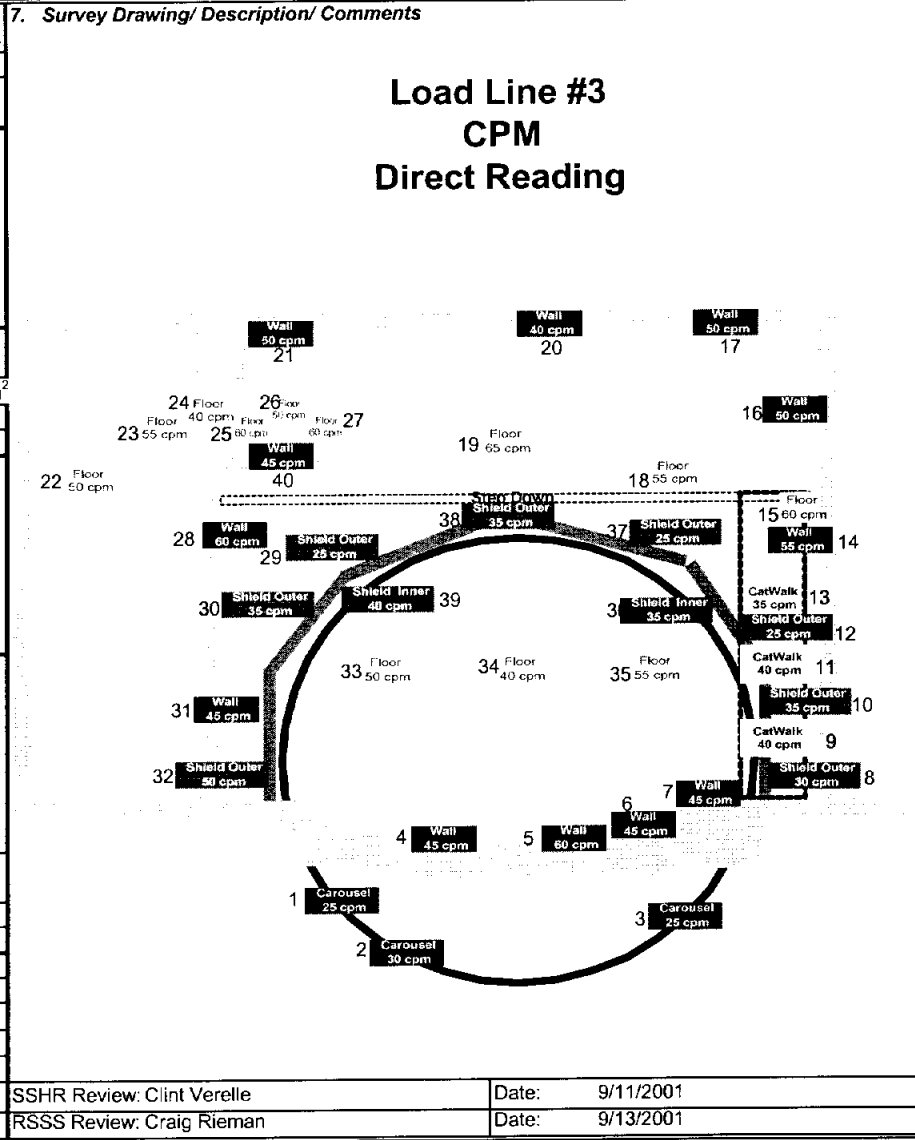 7. Survey Drawing/ Description/ Comments
Load Line #3
CPM
Direct Reading
Wall
50 cpm
21
Wall
40 cpm
20
Wall
50 cpm
17
16
Wall
50 cpm
24 Floor
40 cpm
26 Floor
50 cpm
23 Floor
55 cpm
25 Floor
60 cpm
Floor 27
60 cpm
Wall
45 cpm
40
19 Floor
65 cpm
22 Floor
50 cpm
18 Floor
55 cpm
Step Down
15 Floor
60 cpm
38 Shield Outer
35 cpm
37 Shield Outer
25 cpm
28 Wall
60 cpm
29 Shield Outer
25 cpm
Wall 14
55 cpm
30 Shield Outer
35 cpm
Shield Inner 39
40 cpm
Shield Inner
35 cpm
CatWalk 13
35 cpm
Shield Outer 12
25 cpm
33 Floor
50 cpm
34 Floor
40 cpm
35 Floor
55 cpm
CatWalk 11
40 cpm
31 Wall
45 cpm
Shield Outer 10
35 cpm
CatWalk 9
40 cpm
32 Shield Outer
50 cpm
Shield Outer 8
30 cpm
7 Wall
45 cpm
6
Wall
45 cpm
4 Wall
45 cpm
5 Wall
60 cpm
1 Carousel
25 cpm
2 Carousel
30 cpm
3 Carousel
25 cpm
SSHR Review: Clint Verelle Date: 9/11/2001
RSSS Review: Craig Rieman Date: 9/13/2001